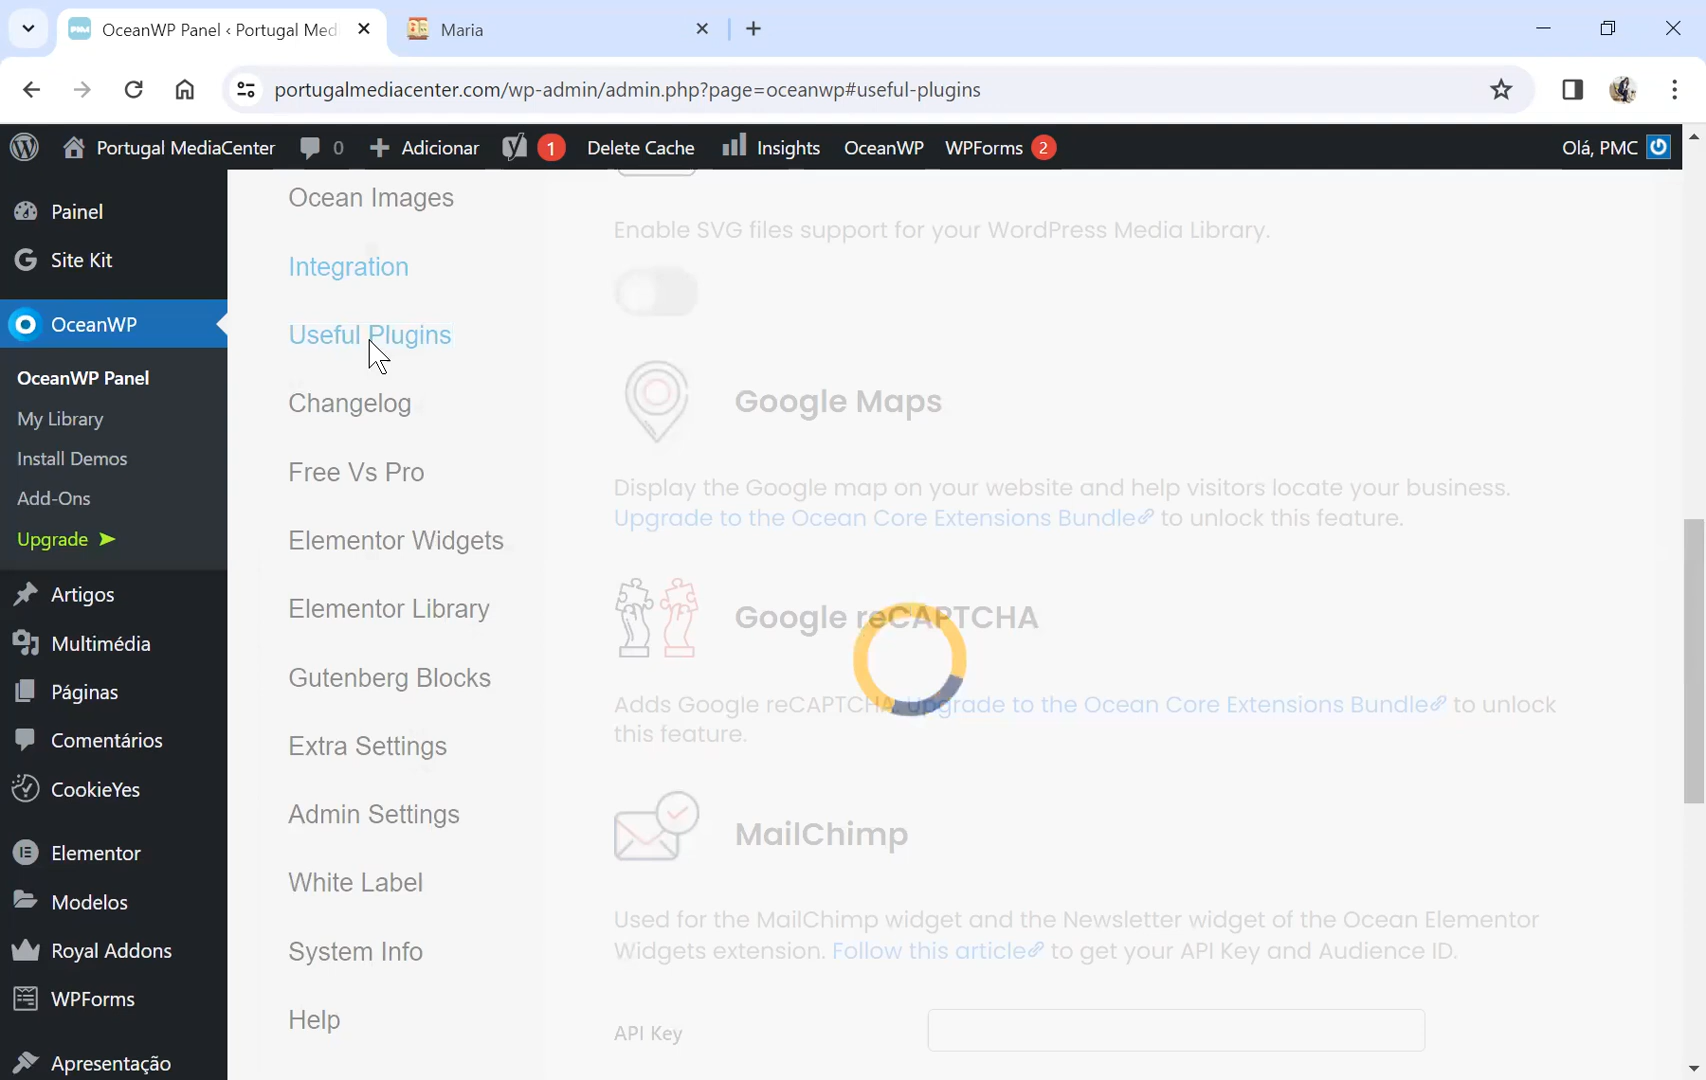 OceanWP Panel ‹ Portugal Med
Maria
portugalmediacenter.com/wp-admin/admin.php?page=oceanwp#useful-plugins
Portugal MediaCenter
0
Adicionar
1
Delete Cache
Insights
OceanWP
WPForms
2
Olá, PMC
Painel
Site Kit
OceanWP
OceanWP Panel
My Library
Install Demos
Add-Ons
Upgrade ➤
Artigos
Multimédia
Páginas
Comentários
CookieYes
Elementor
Modelos
Royal Addons
WPForms
Apresentação
Ocean Images
Integration
Useful Plugins
Changelog
Free Vs Pro
Elementor Widgets
Elementor Library
Gutenberg Blocks
Extra Settings
Admin Settings
White Label
System Info
Help
Enable SVG files support for your WordPress Media Library.
Google Maps
Display the Google map on your website and help visitors locate your business.
Upgrade to the Ocean Core Extensions Bundle to unlock this feature.
Google reCAPTCHA
Adds Google reCAPTCHA. Upgrade to the Ocean Core Extensions Bundle to unlock
this feature.
MailChimp
Used for the MailChimp widget and the Newsletter widget of the Ocean Elementor
Widgets extension. Follow this article to get your API Key and Audience ID.
API Key